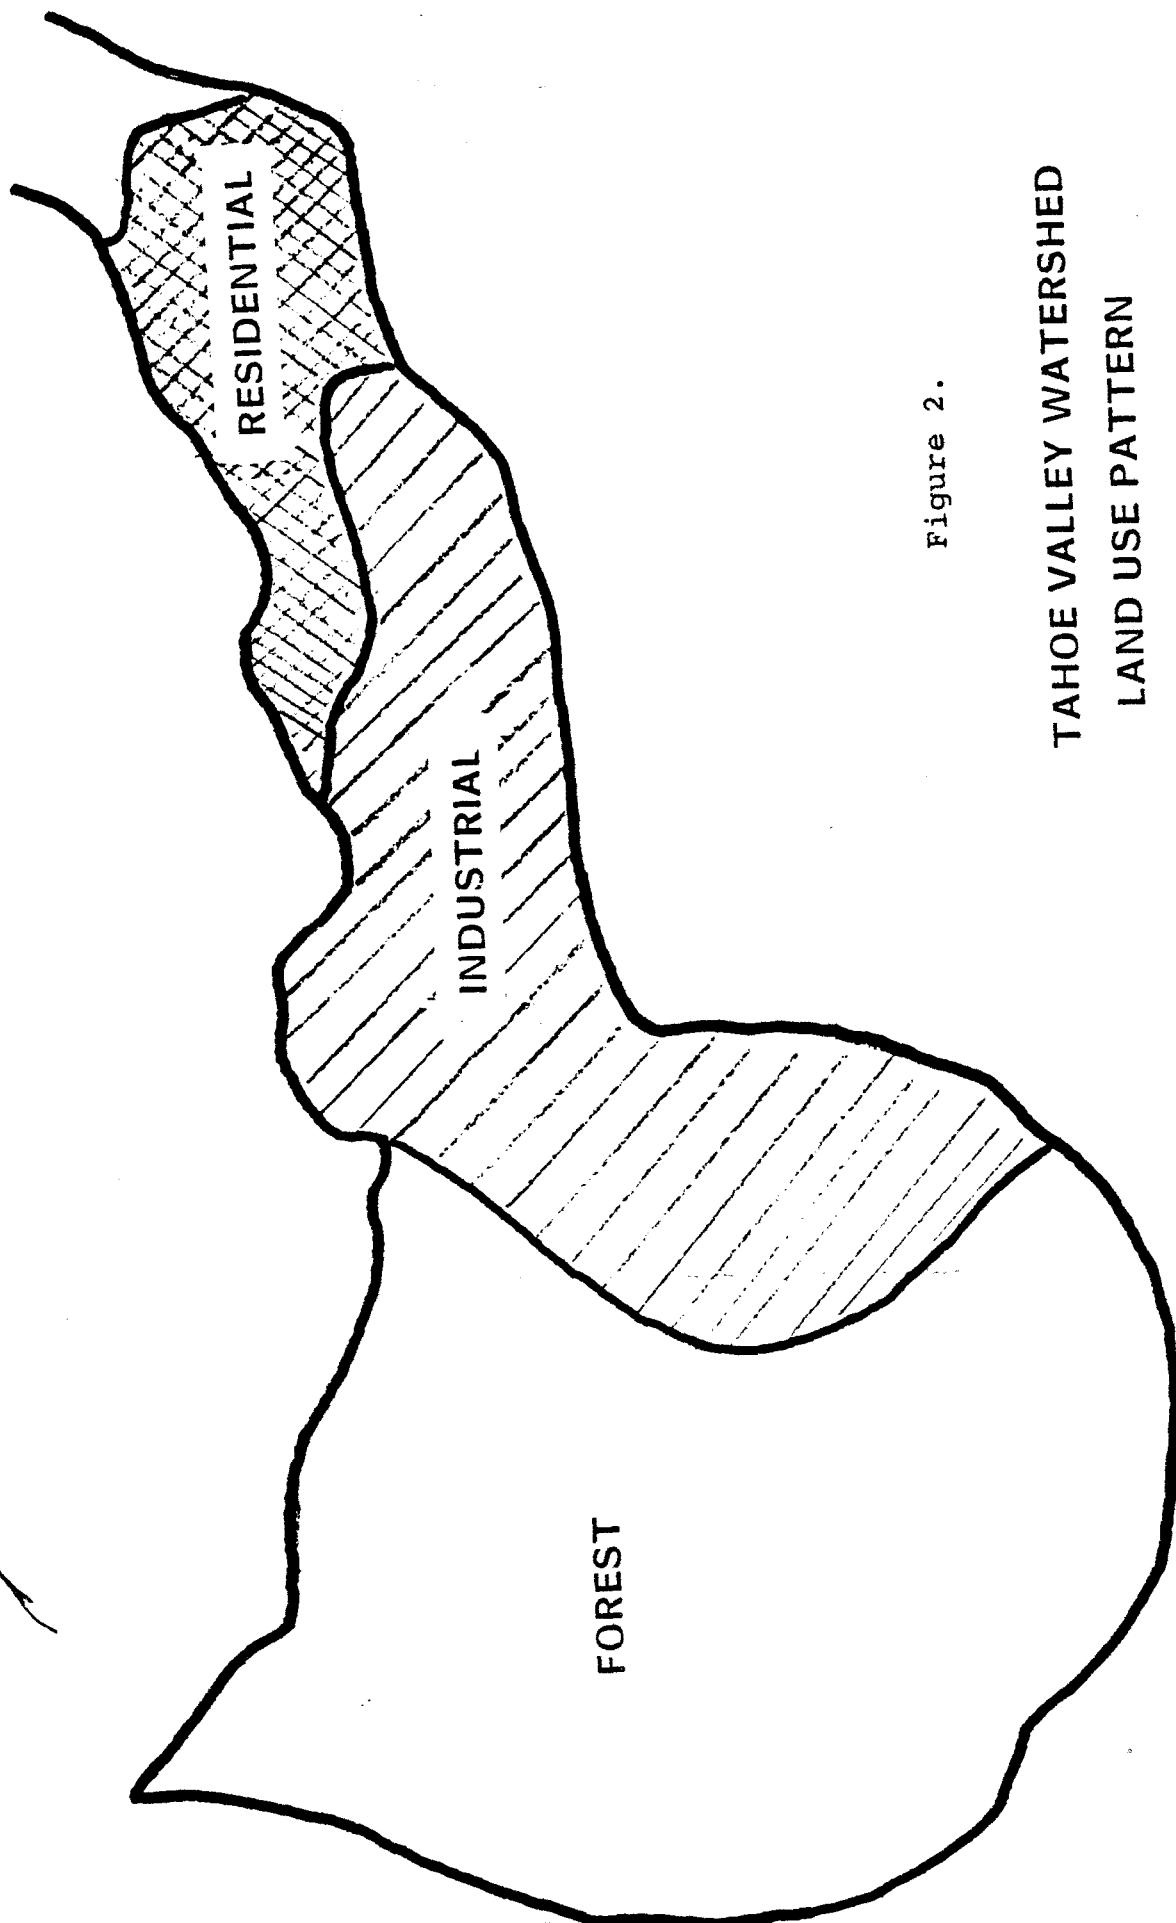 RESIDENTIAL
INDUSTRIAL
FOREST
Figure 2.
TAHOE VALLEY WATERSHED
LAND USE PATTERN